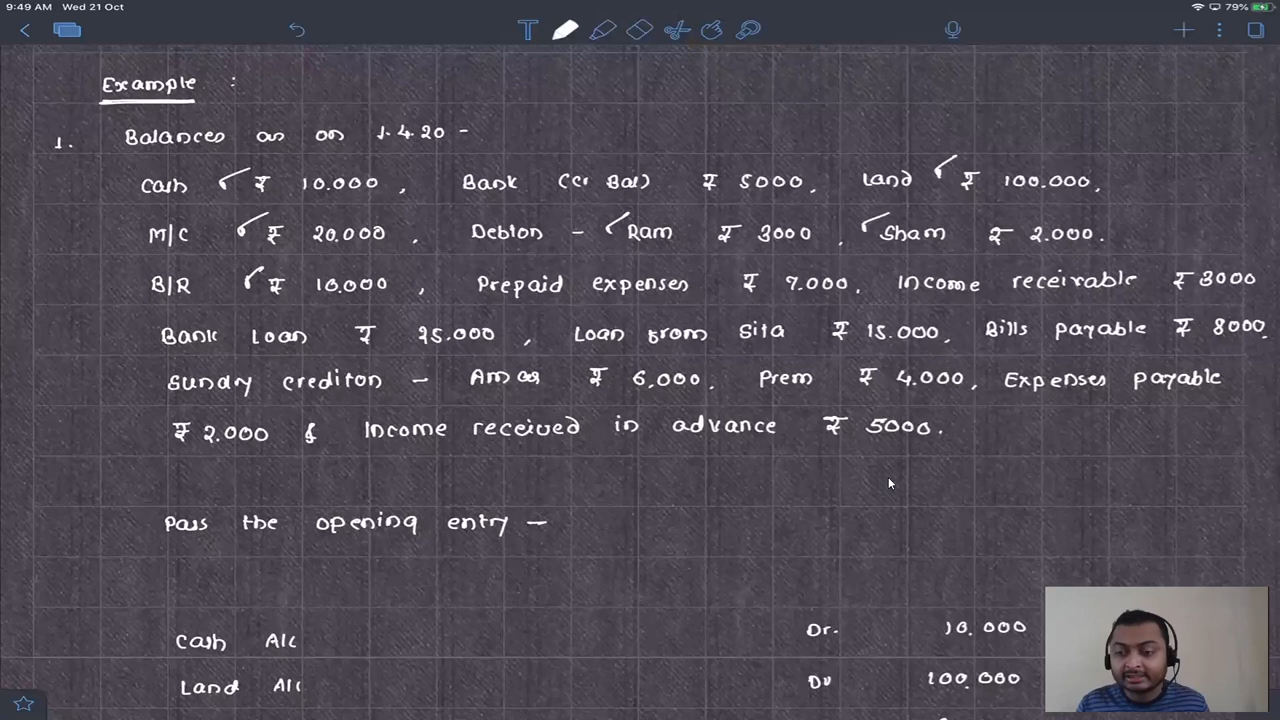 9:49 AM Wed 21 Oct 79%
Example :
1. Balances as on 1.4.20 -
Cash ₹ 10.000, Bank (Cr Bal) ₹ 5000, Land ₹ 100.000,
M/C ₹ 20.000, Debtors - Ram ₹ 3000, Sham ₹ 2.000.
B/R ₹ 10.000, Prepaid expenses ₹ 7.000, Income receivable ₹ 3000
Bank Loan ₹ 25.000, Loan from Sita ₹ 15.000, Bills payable ₹ 8000,
Sundry creditors - Amar ₹ 6,000, Prem ₹ 4.000, Expenses payable
₹ 2.000 & Income received in advance ₹ 5000.
Pass the opening entry -
Cash A/c Dr. 10.000
Land A/c Dr 100.000